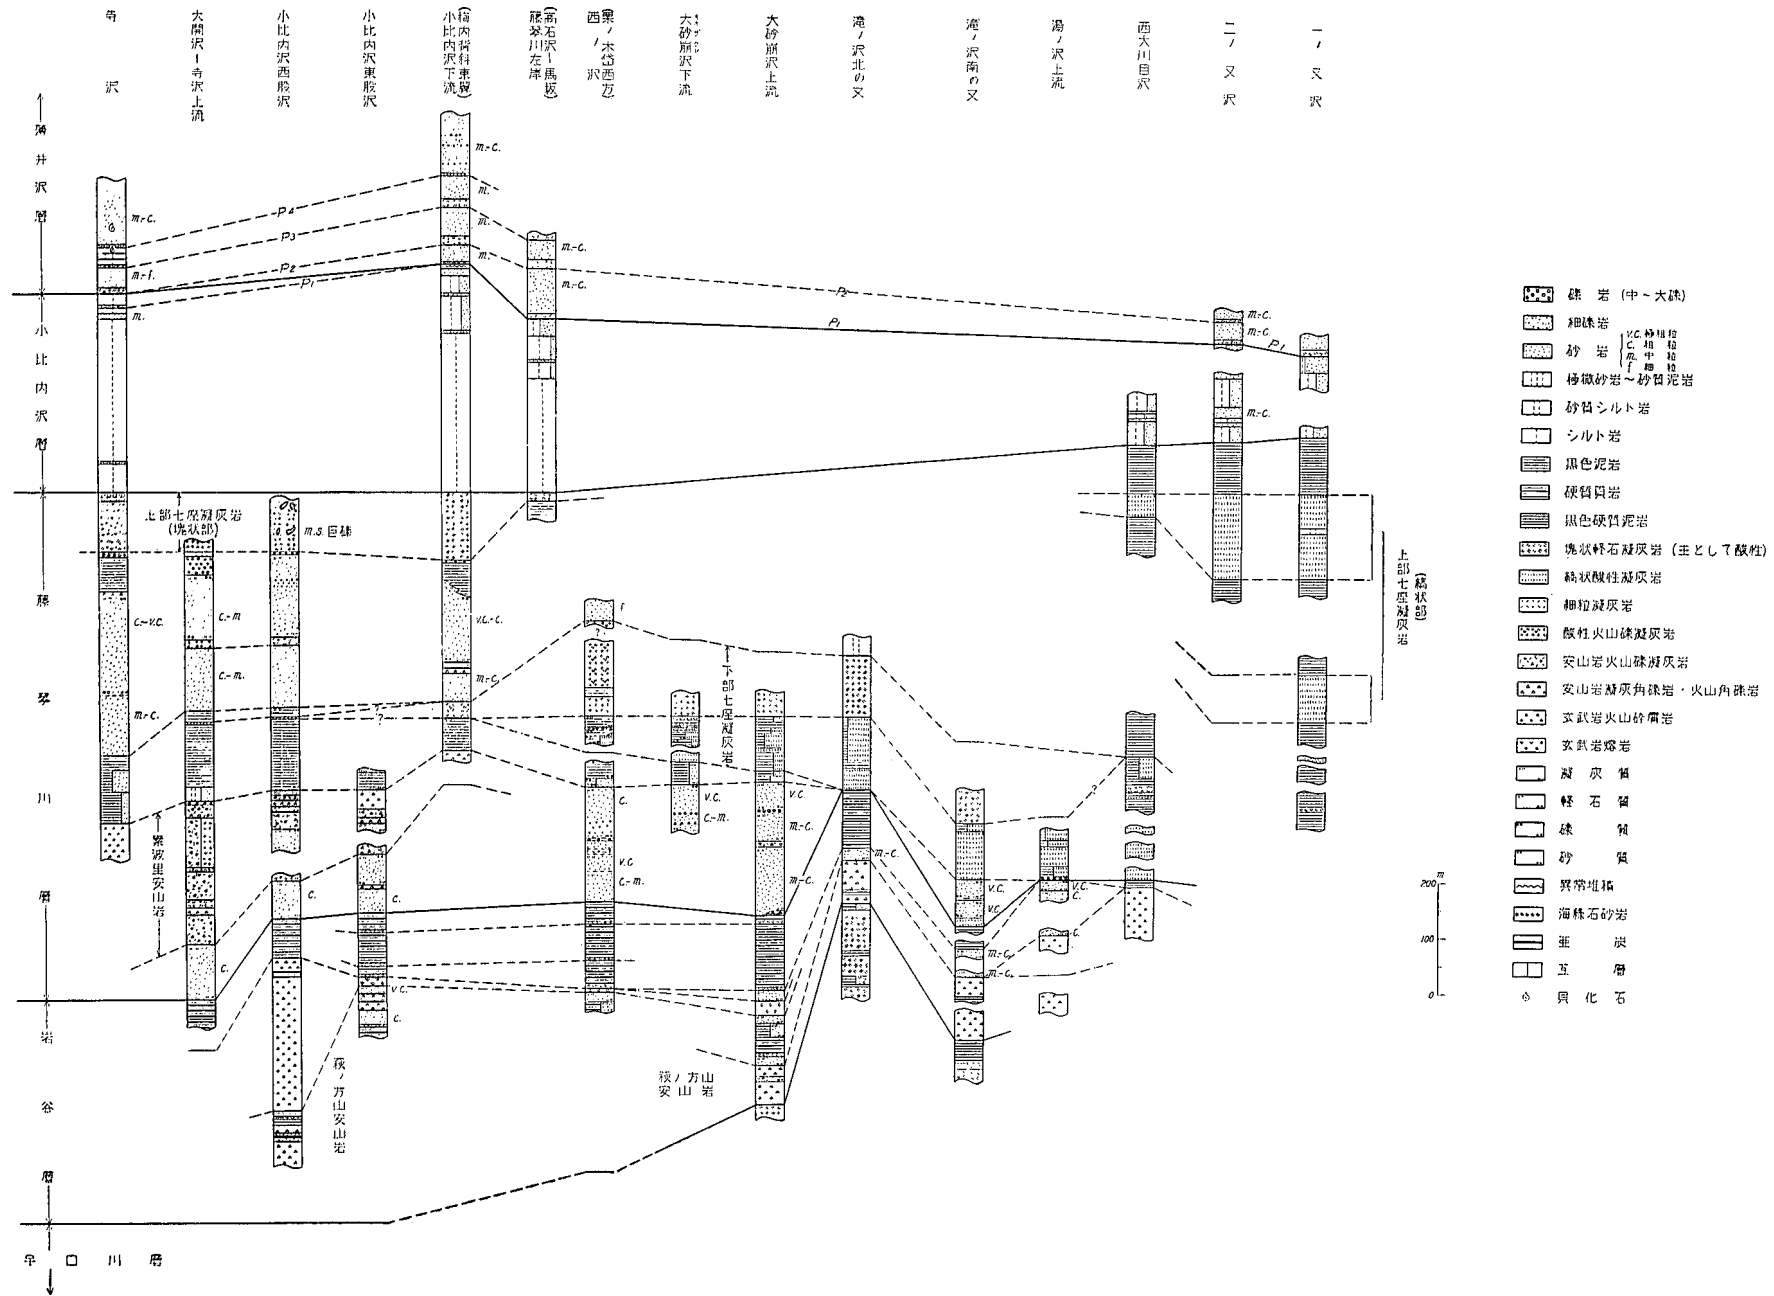 寺沢
大開沢－寺沢上流
小比内沢西股沢
小比内沢東股沢
小比内沢下流
藤琴川左岸
(高石沢－馬坂)
西ノ沢
大砂崩沢下流
大砂崩沢上流
滝ノ沢北の又
滝ノ沢南の又
湯ノ沢上流
西大川目沢
二ノ又沢
一ノ又沢
薄井沢層
小比内沢層
藤琴川層
岩谷層
早口川層
m.-c.
m.-f.
m.
P4
P3
P2
P1
m.-c.
m.
m.
m.
m.-c.
m.-c.
P2
P1
m.-c.
m.-c.
P1
m.-c.
上部七座凝灰岩
(塊状部)
m.s.巨礫
c.-v.c.
m.-c.
c.-m
c.-m.
c.
v.c.-c.
m.-c.
?
f
?
c.
v.c
c.-m.
v.c.
c.-m.
v.c.
m.-c.
m.-c.
下部七座凝灰岩
上部七座凝灰岩
(縞状部)
素波里安山岩
萩ノ方山安山岩
萩ノ方山
安山岩
c.
c.
v.c.
c.
m.-c.
v.c.
v.c.
m.-c.
m.-c.
v.c.
c.
c.
?
m
200
100
0
礫岩 (中～大礫)
細礫岩
砂岩
v.c. 極粗粒
c. 粗粒
m. 中粒
f 細粒
極微砂岩～砂質泥岩
砂質シルト岩
シルト岩
黒色泥岩
硬質頁岩
黒色硬質泥岩
塊状軽石凝灰岩 (主として酸性)
縞状酸性凝灰岩
細粒凝灰岩
酸性火山礫凝灰岩
安山岩火山礫凝灰岩
安山岩凝灰角礫岩・火山角礫岩
玄武岩火山砕屑岩
玄武岩熔岩
凝灰質
軽石質
礫質
砂質
異常堆積
海緑石砂岩
亜炭
互層
貝化石